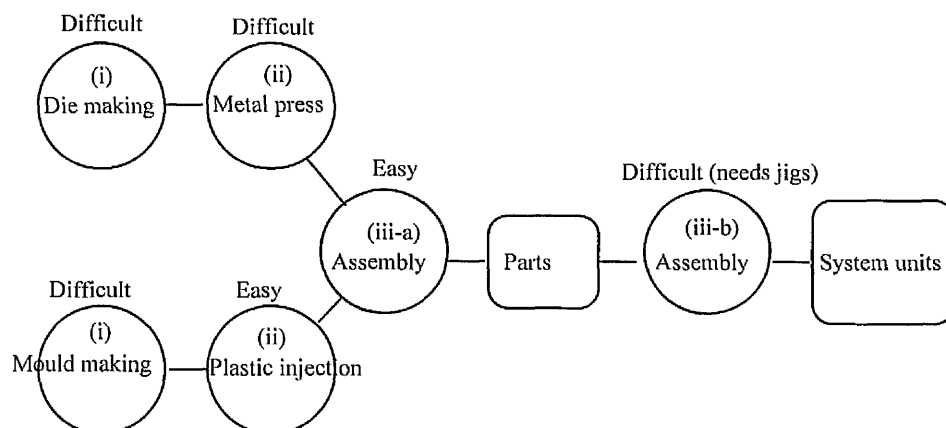 Difficult
(i)
Die making
Difficult
(ii)
Metal press
Easy
(iii-a)
Assembly
Parts
Difficult (needs jigs)
(iii-b)
Assembly
System units
Difficult
(i)
Mould making
Easy
(ii)
Plastic injection